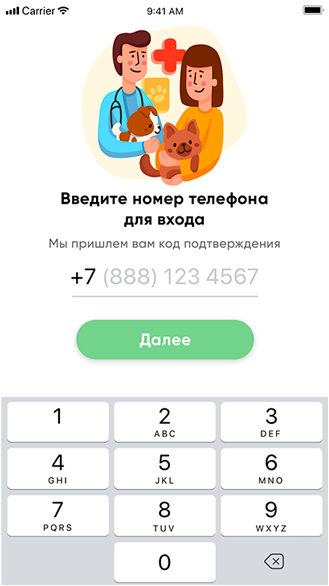 Carrier 9:41 AM
Введите номер телефона
для входа
Мы пришлем вам код подтверждения
+7 (888) 123 4567
Далее
1 2 3
ABC DEF
4 5 6
GHI JKL MNO
7 8 9
PQRS TUV WXYZ
0